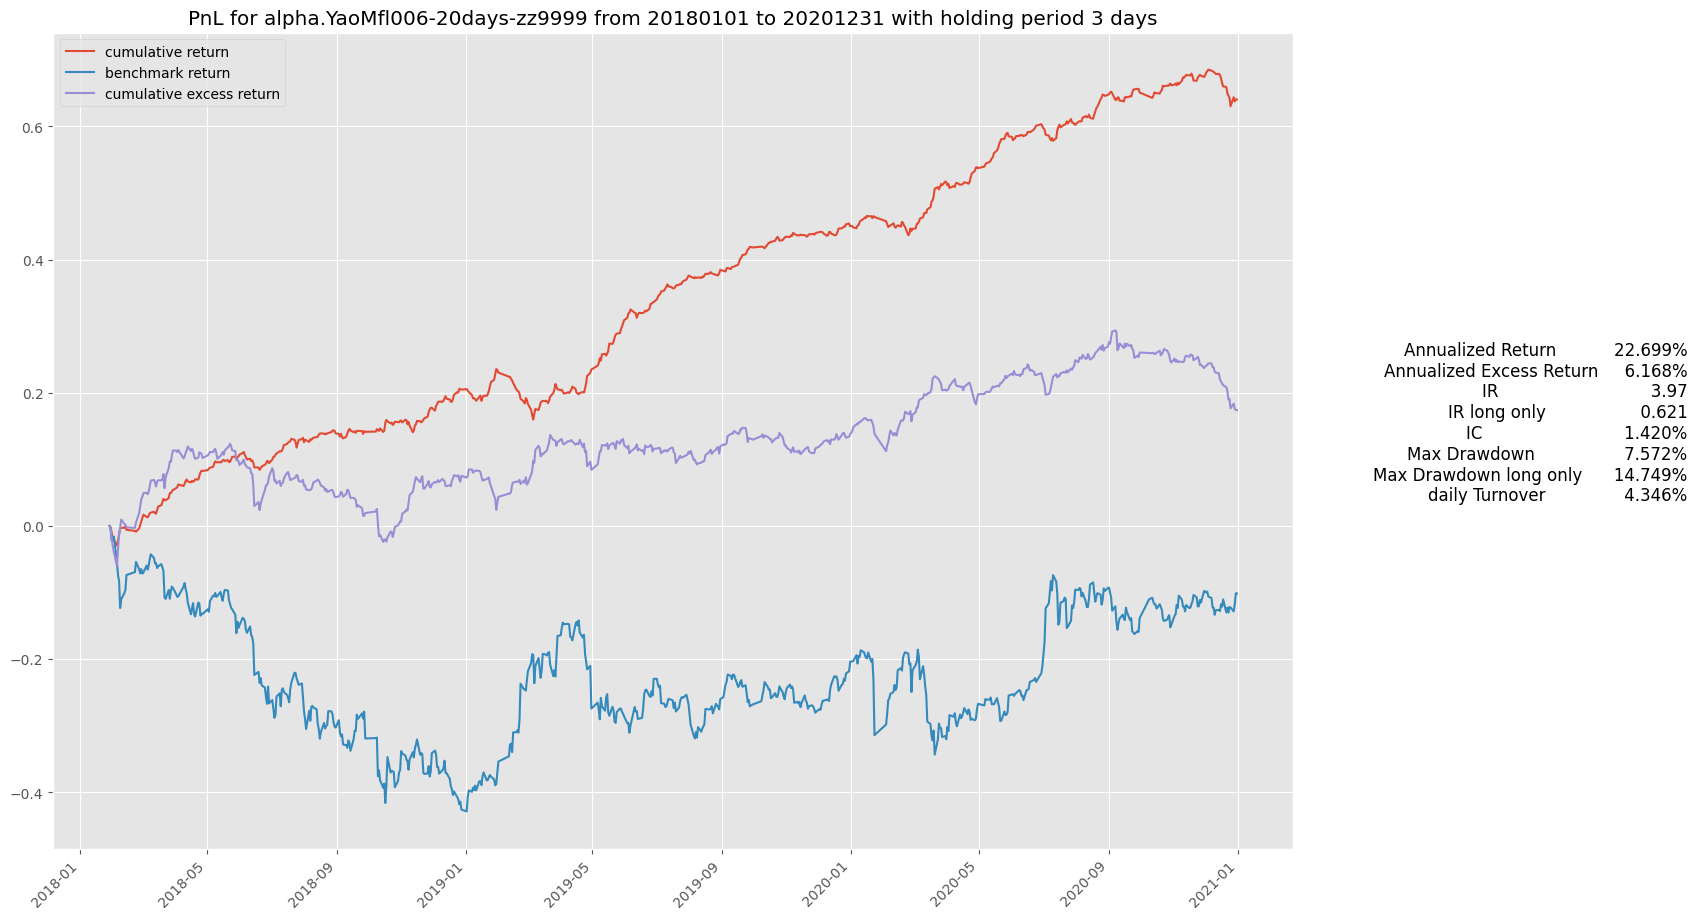 PnL for alpha.YaoMfl006-20days-zz9999 from 20180101 to 20201231 with holding period 3 days
cumulative return
benchmark return
cumulative excess return
0.6
0.4
0.2
0.0
−0.2
−0.4
2018-01
2018-05
2018-09
2019-01
2019-05
2019-09
2020-01
2020-05
2020-09
2021-01
Annualized Return 22.699%
Annualized Excess Return 6.168%
IR 3.97
IR long only 0.621
IC 1.420%
Max Drawdown 7.572%
Max Drawdown long only 14.749%
daily Turnover 4.346%